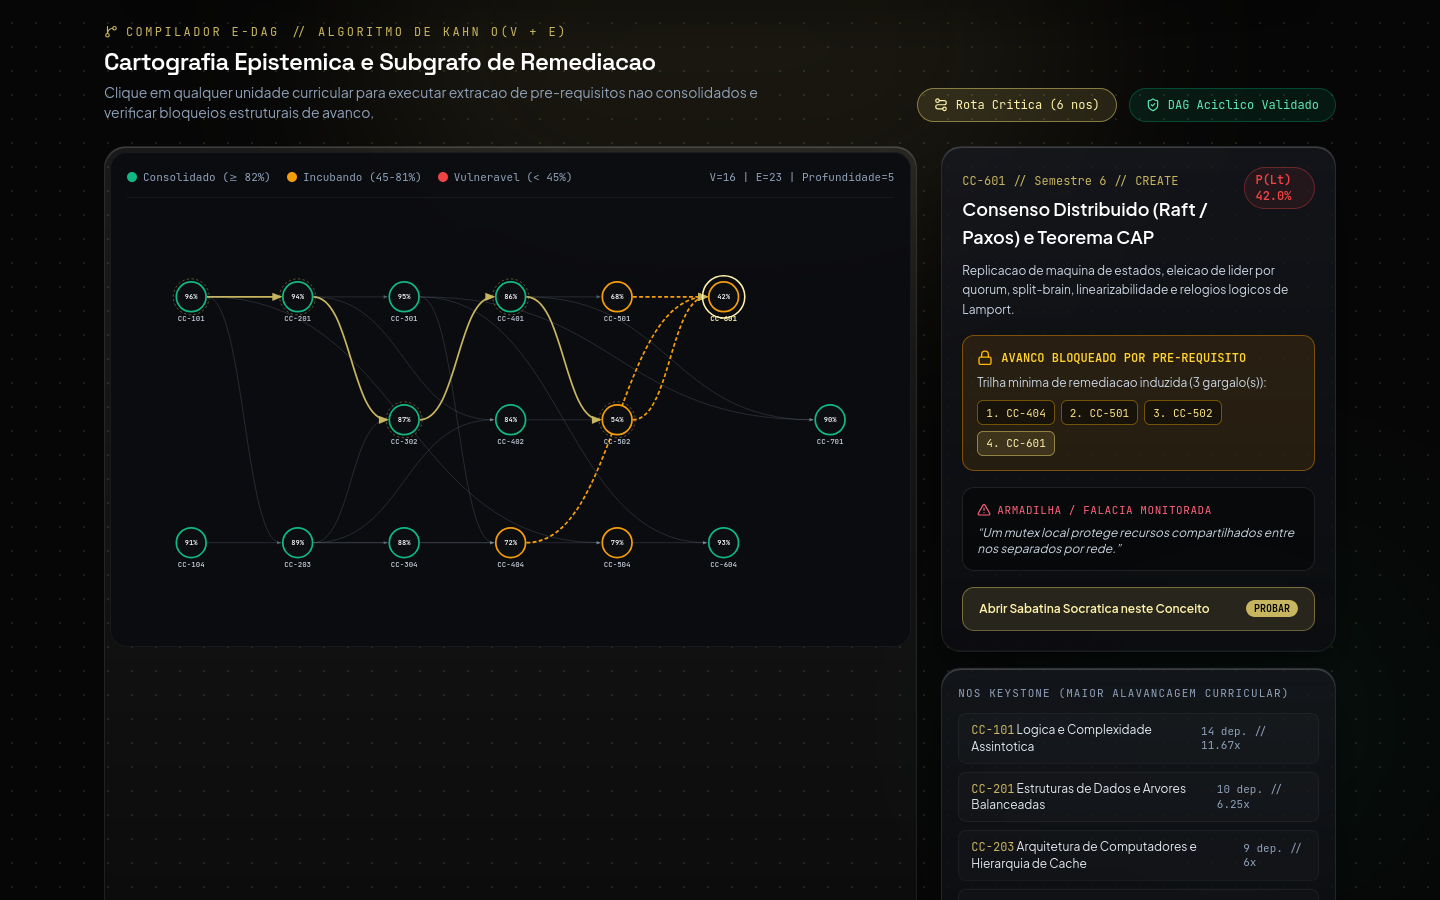 COMPILADOR E-DAG // ALGORITMO DE KAHN O(V + E)
Cartografia Epistemica e Subgrafo de Remediacao
Clique em qualquer unidade curricular para executar extracao de pre-requisitos nao consolidados e
verificar bloqueios estruturais de avanco.
Rota Critica (6 nos)
DAG Aciclico Validado
Consolidado (≥ 82%)
Incubando (45-81%)
Vulneravel (< 45%)
V=16 | E=23 | Profundidade=5
96%
94%
95%
86%
68%
42%
CC-101
CC-201
CC-301
CC-401
CC-501
CC-601
87%
84%
54%
90%
CC-302
CC-402
CC-502
CC-701
91%
89%
88%
72%
79%
93%
CC-104
CC-203
CC-304
CC-404
CC-504
CC-604
CC-601 // Semestre 6 // CREATE
P(Lt)
42.0%
Consenso Distribuido (Raft /
Paxos) e Teorema CAP
Replicacao de maquina de estados, eleicao de lider por
quorum, split-brain, linearizabilidade e relogios logicos de
Lamport.
AVANCO BLOQUEADO POR PRE-REQUISITO
Trilha minima de remediacao induzida (3 gargalo(s)):
1. CC-404
2. CC-501
3. CC-502
4. CC-601
ARMADILHA / FALACIA MONITORADA
“Um mutex local protege recursos compartilhados entre
nos separados por rede.”
Abrir Sabatina Socratica neste Conceito
PROBAR
NOS KEYSTONE (MAIOR ALAVANCAGEM CURRICULAR)
CC-101 Logica e Complexidade
Assintotica
14 dep. //
11.67x
CC-201 Estruturas de Dados e Arvores
Balanceadas
10 dep. //
6.25x
CC-203 Arquitetura de Computadores e
Hierarquia de Cache
9 dep. //
6x